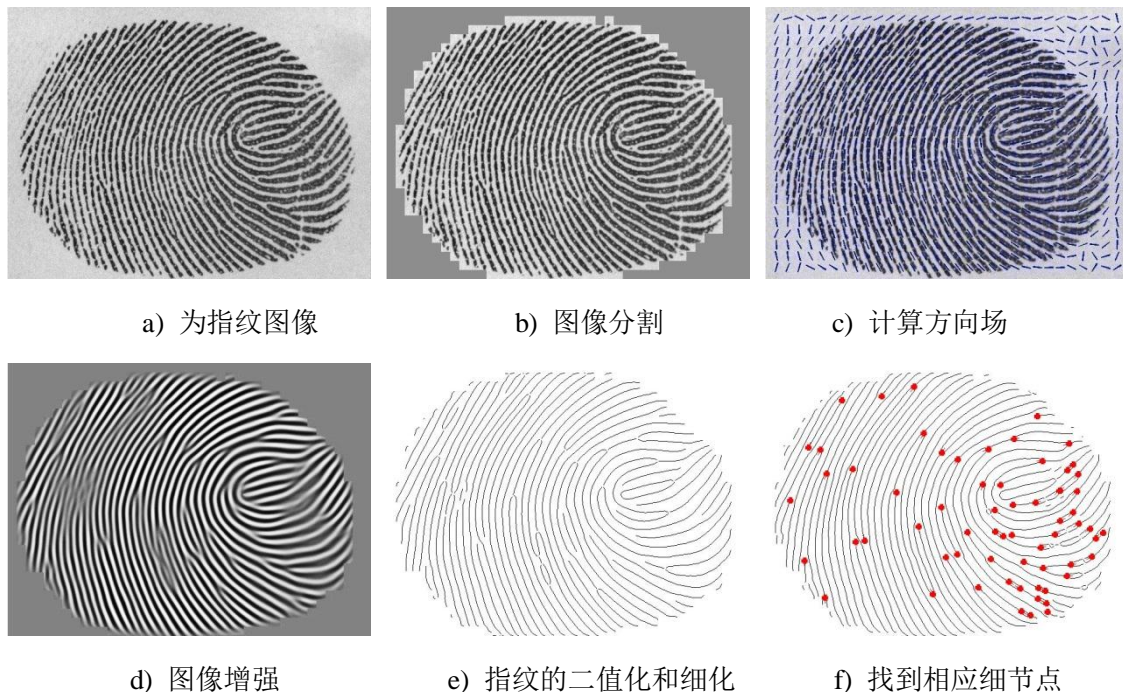 a) 为指纹图像
b) 图像分割
c) 计算方向场
d) 图像增强
e) 指纹的二值化和细化
f) 找到相应细节点